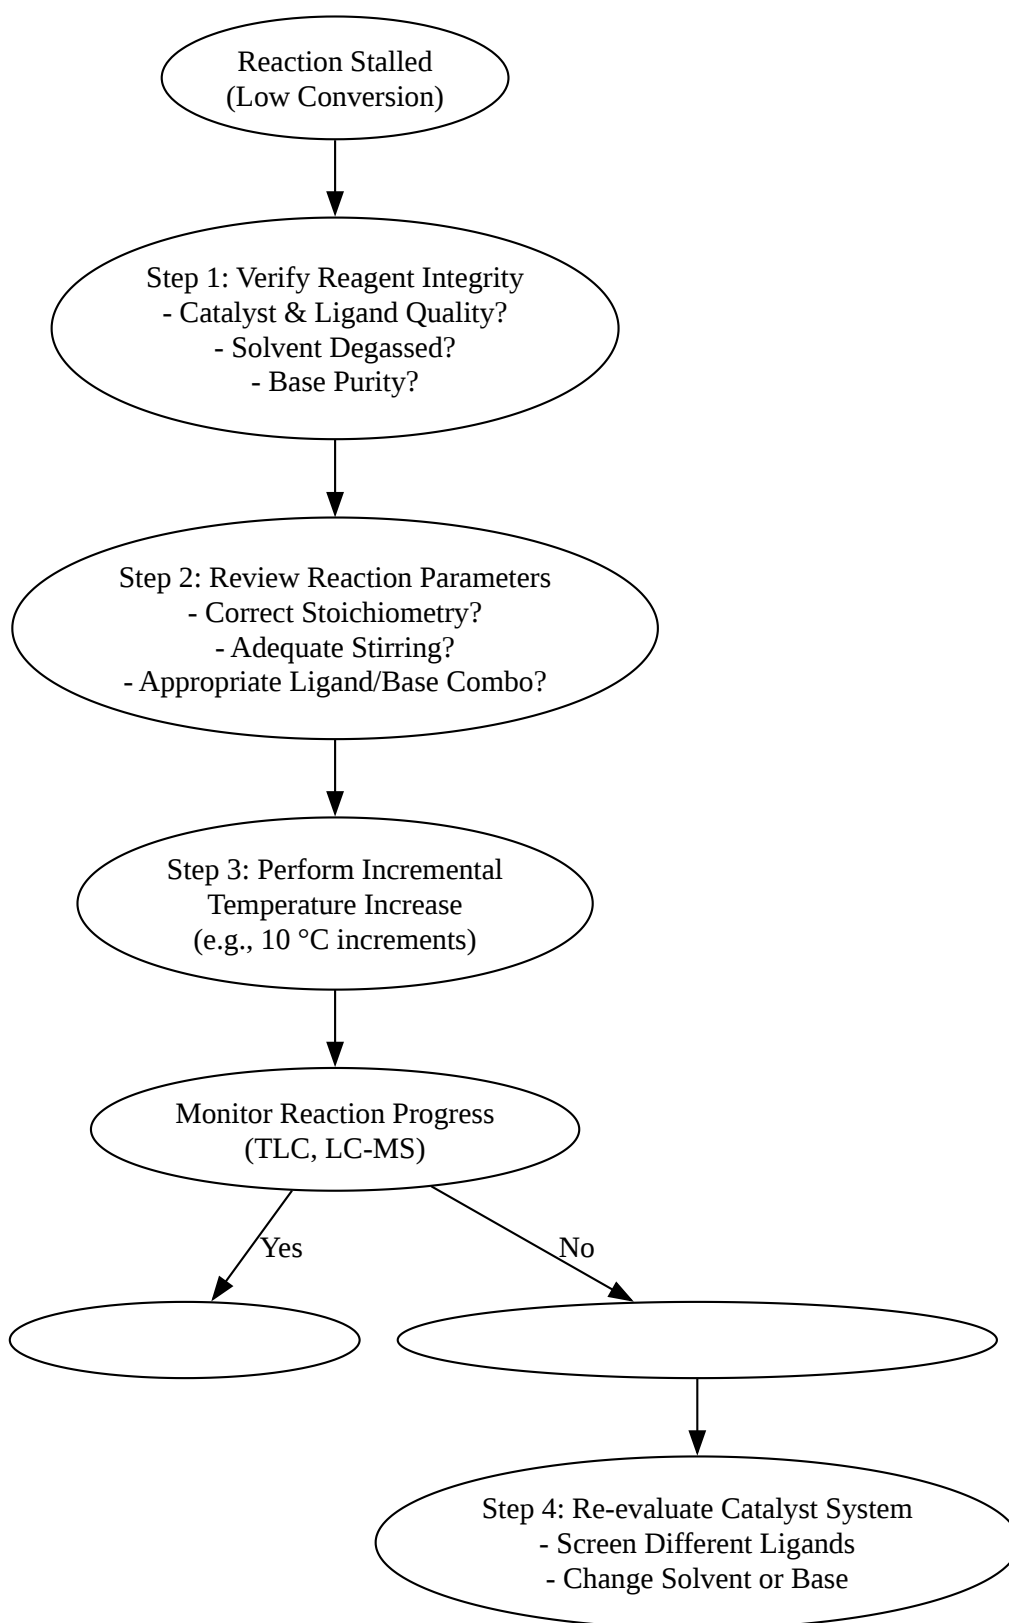 Reaction Stalled
(Low Conversion)
Step 1: Verify Reagent Integrity
- Catalyst & Ligand Quality?
- Solvent Degassed?
- Base Purity?
Step 2: Review Reaction Parameters
- Correct Stoichiometry?
- Adequate Stirring?
- Appropriate Ligand/Base Combo?
Step 3: Perform Incremental
Temperature Increase
(e.g., 10 °C increments)
Monitor Reaction Progress
(TLC, LC-MS)
Yes
No
Step 4: Re-evaluate Catalyst System
- Screen Different Ligands
- Change Solvent or Base